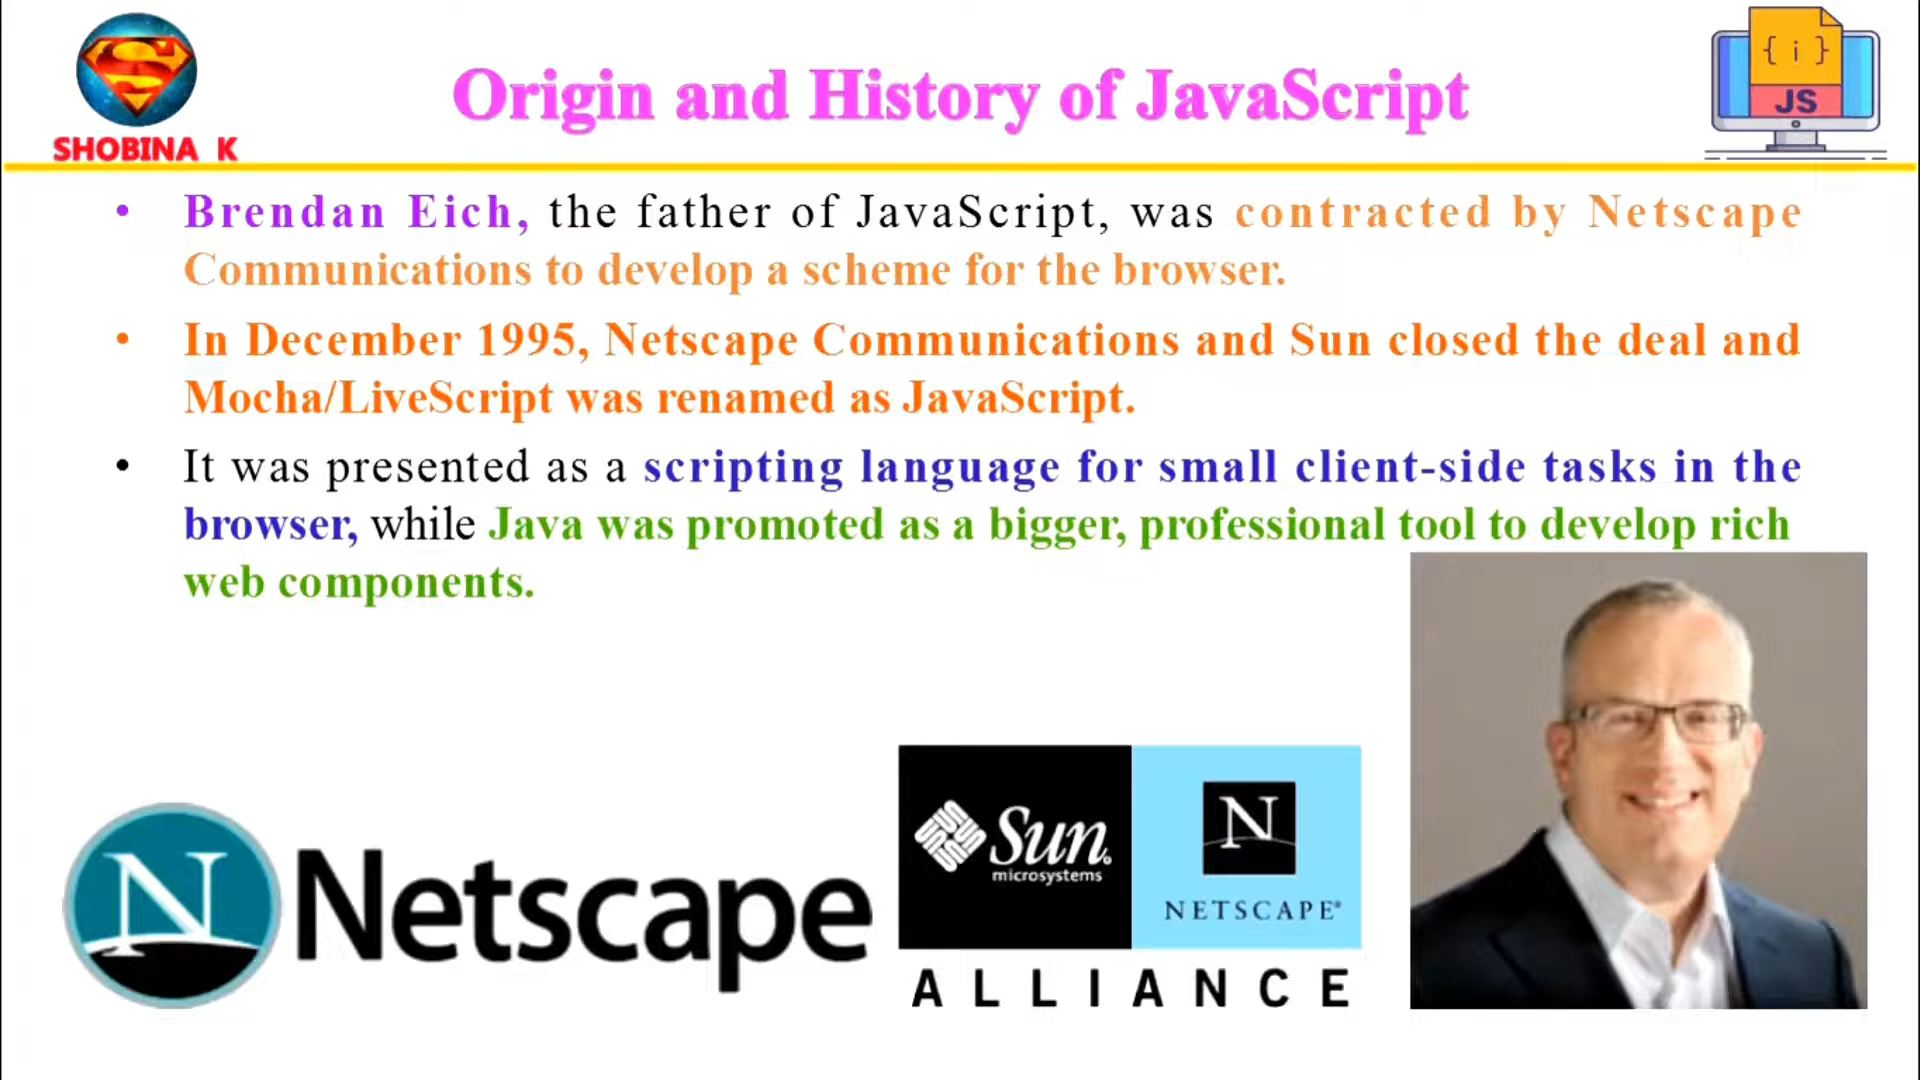 SHOBINA K
Origin and History of JavaScript
{ i }
JS
• Brendan Eich, the father of JavaScript, was contracted by Netscape
Communications to develop a scheme for the browser.
• In December 1995, Netscape Communications and Sun closed the deal and
Mocha/LiveScript was renamed as JavaScript.
• It was presented as a scripting language for small client-side tasks in the
browser, while Java was promoted as a bigger, professional tool to develop rich
web components.
N Netscape
Sun
microsystems
N
NETSCAPE®
ALLIANCE